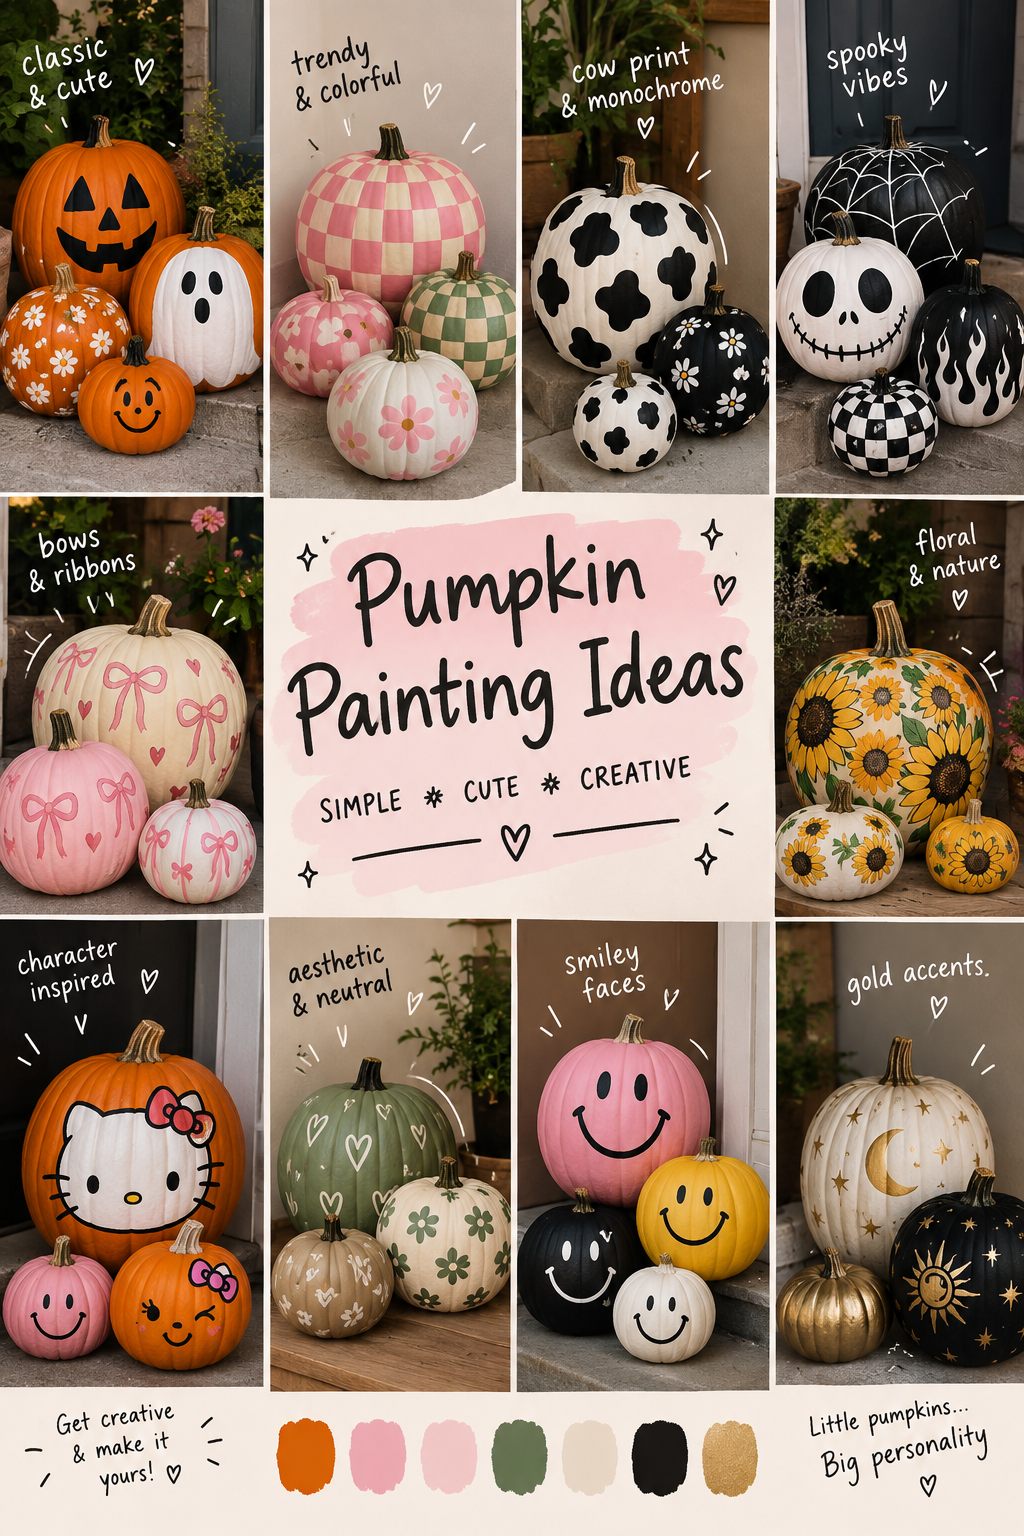 classic
& cute
trendy
& colorful
cow print
& monochrome
spooky
vibes
bows
& ribbons
Pumpkin
Painting Ideas
SIMPLE * CUTE * CREATIVE
floral
& nature
character
inspired
aesthetic
& neutral
smiley
faces
gold accents.
Get creative
& make it
yours!
Little pumpkins...
Big personality